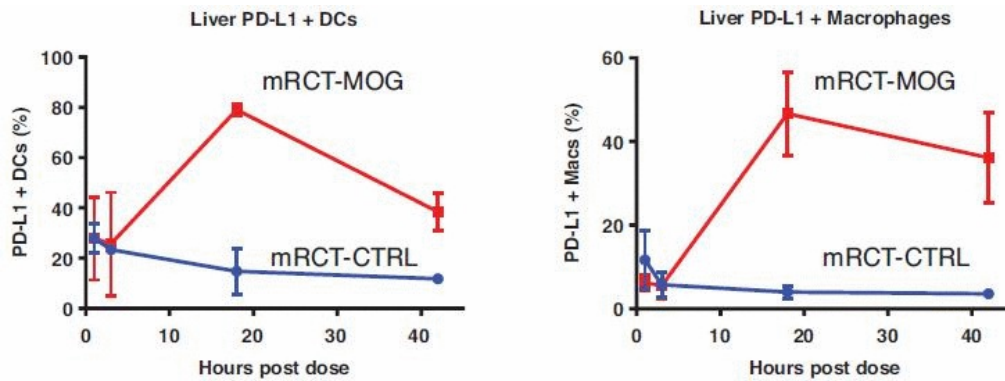 Liver PD-L1 + DCs
PD-L1 + DCs (%)
100
80
60
40
20
0
mRCT-MOG
mRCT-CTRL
0 10 20 30 40
Hours post dose
Liver PD-L1 + Macrophages
PD-L1 + Macs (%)
60
40
20
0
mRCT-MOG
mRCT-CTRL
0 10 20 30 40
Hours post dose